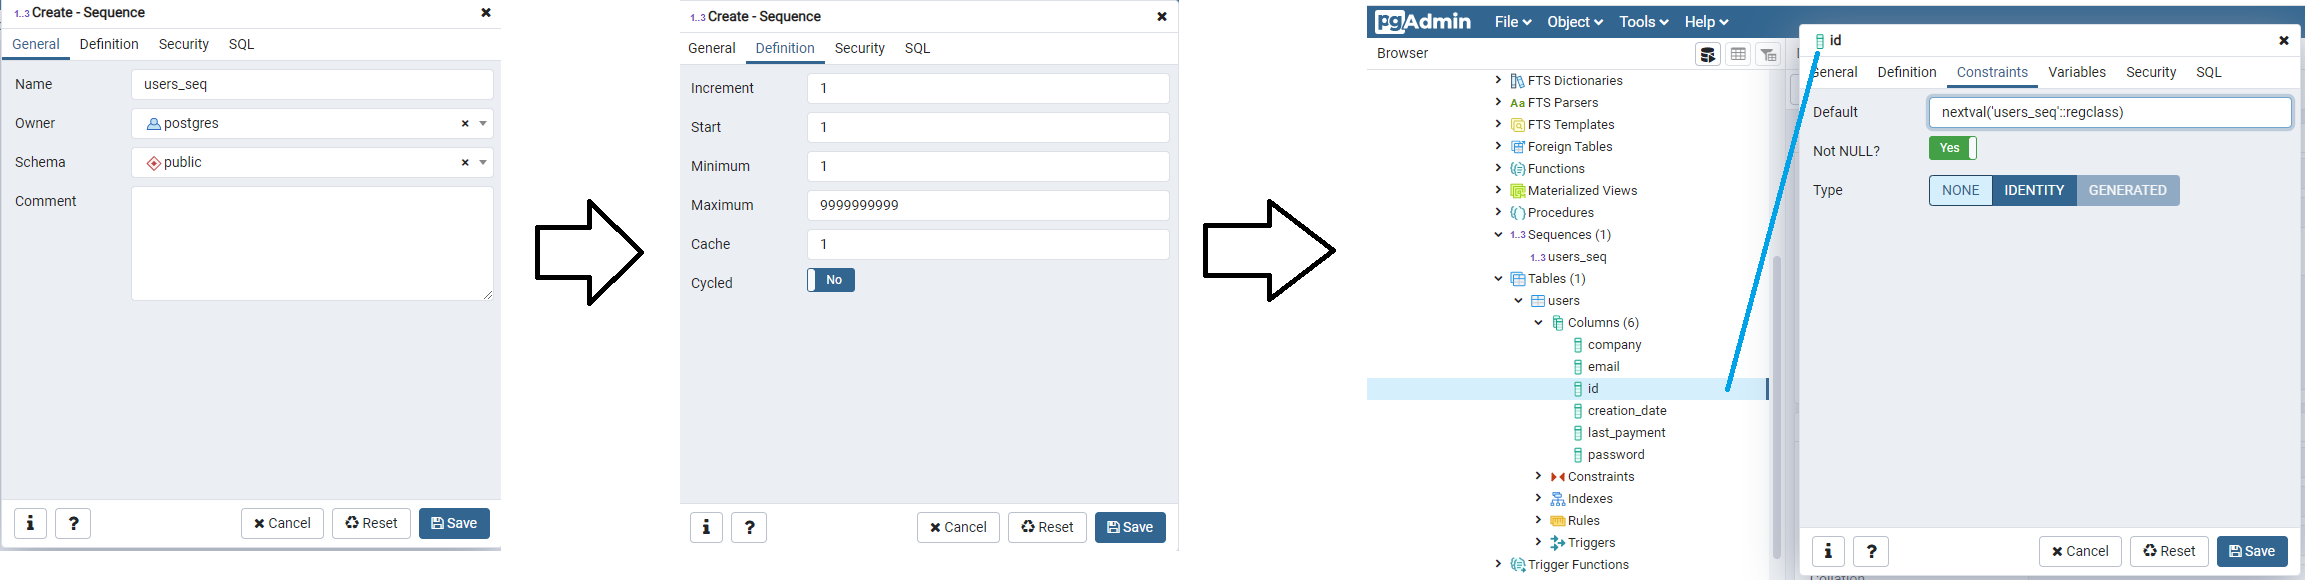 1..3 Create - Sequence
General Definition Security SQL
Name users_seq
Owner postgres
Schema public
Comment
i ? Cancel Reset Save
1..3 Create - Sequence
General Definition Security SQL
Increment 1
Start 1
Minimum 1
Maximum 9999999999
Cache 1
Cycled No
i ? Cancel Reset Save
pgAdmin File Object Tools Help
Browser
FTS Dictionaries
Aa FTS Parsers
FTS Templates
Foreign Tables
Functions
Materialized Views
Procedures
1..3 Sequences (1)
1..3 users_seq
Tables (1)
users
Columns (6)
company
email
id
creation_date
last_payment
password
Constraints
Indexes
Rules
Triggers
Trigger Functions
id
General Definition Constraints Variables Security SQL
Default nextval('users_seq'::regclass)
Not NULL? Yes
Type NONE IDENTITY GENERATED
i ? Cancel Reset Save
Collation